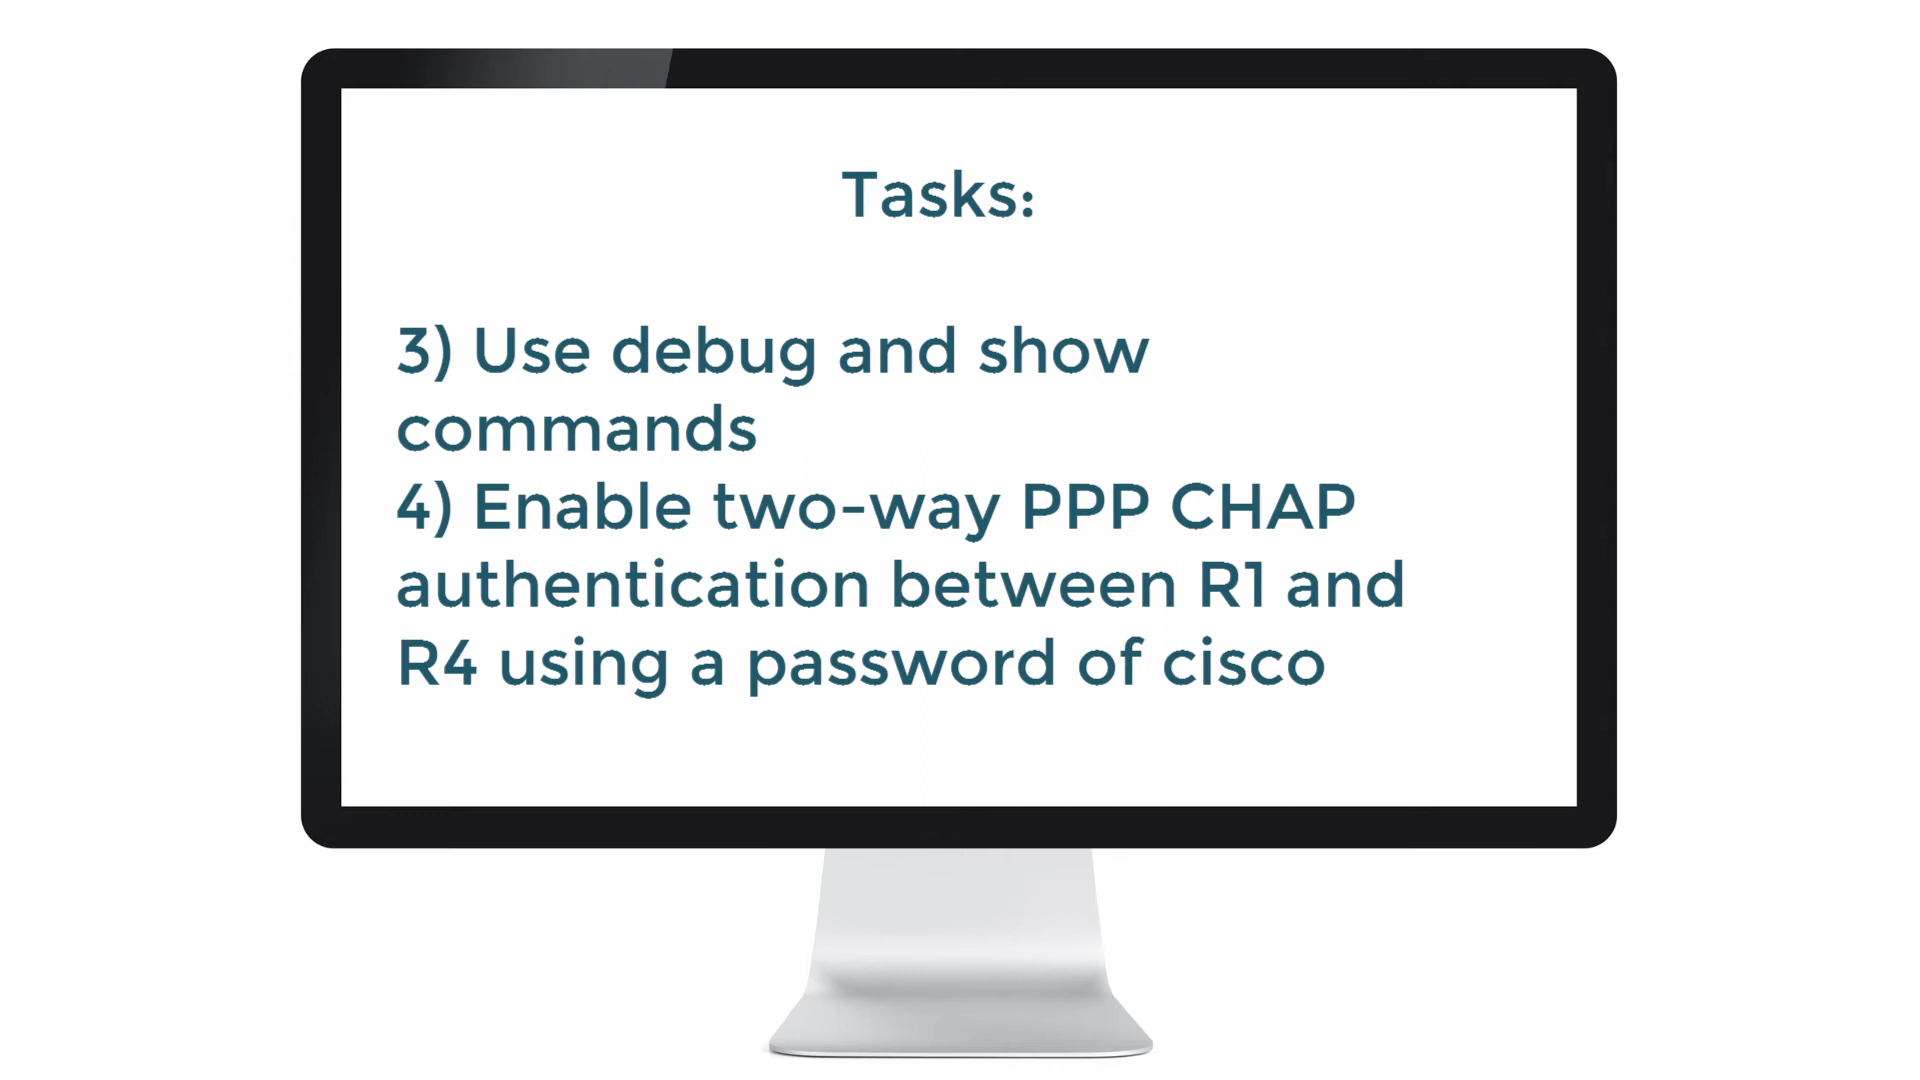 Tasks:
3) Use debug and show
commands
4) Enable two-way PPP CHAP
authentication between R1 and
R4 using a password of cisco